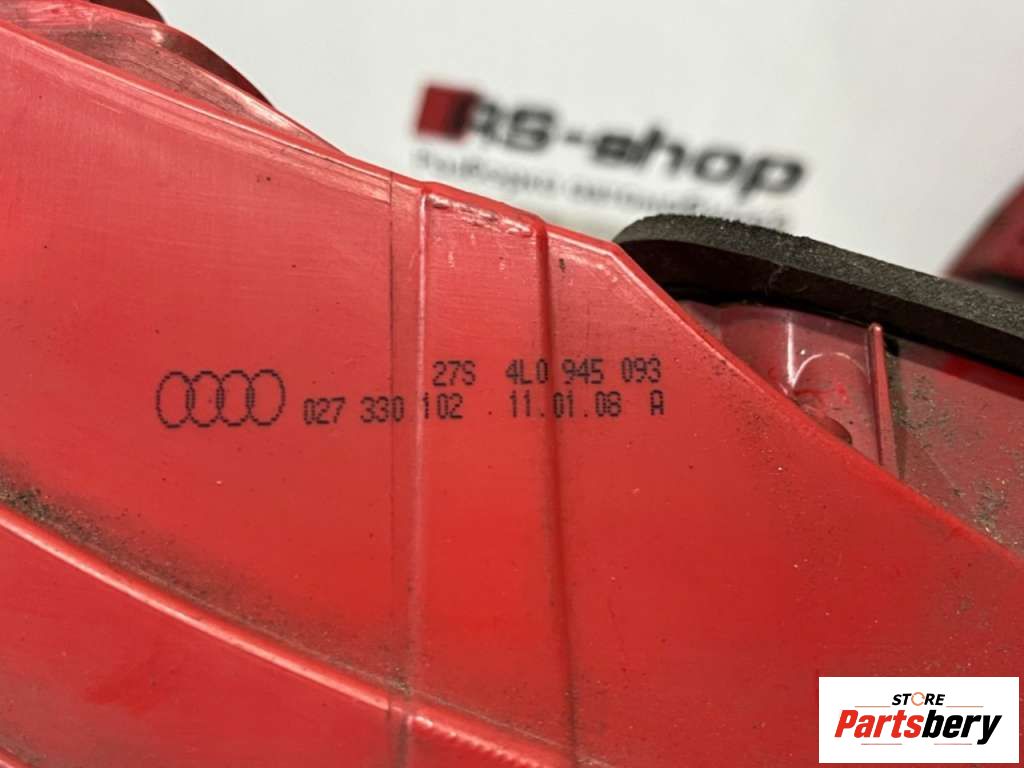 RS-shop
27S 4L0 945 093
027 330 102 . 11.01.08 A
STORE
Partsbery